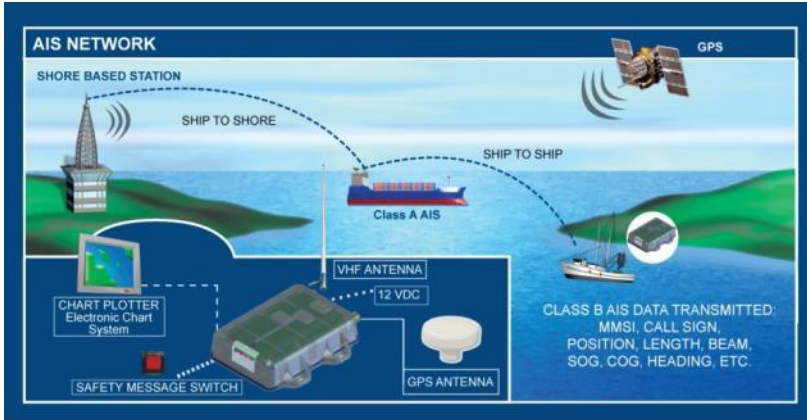 AIS NETWORK
GPS
SHORE BASED STATION
SHIP TO SHORE
SHIP TO SHIP
Class A AIS
VHF ANTENNA
12 VDC
CHART PLOTTER
Electronic Chart
System
SAFETY MESSAGE SWITCH
GPS ANTENNA
CLASS B AIS DATA TRANSMITTED:
MMSI, CALL SIGN,
POSITION, LENGTH, BEAM,
SOG, COG, HEADING, ETC.